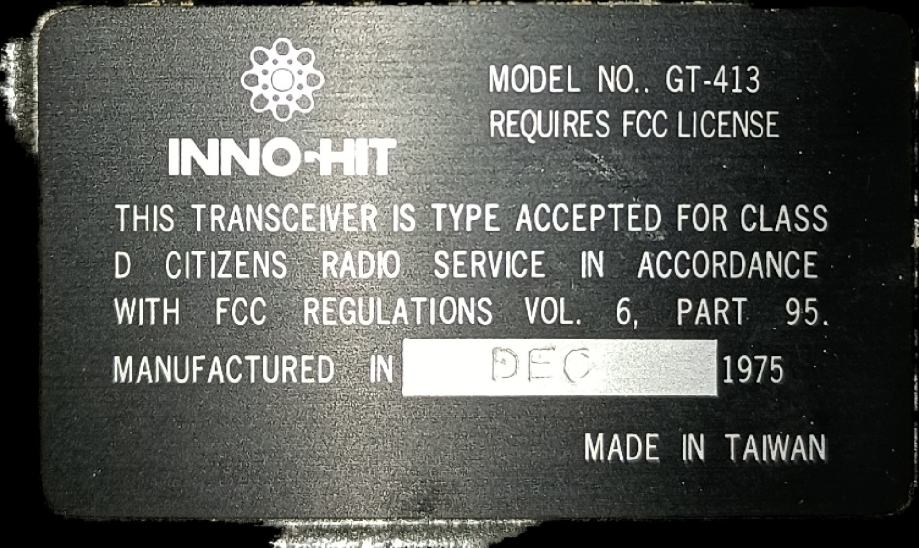 INNO-HIT
MODEL NO.. GT-413
REQUIRES FCC LICENSE
THIS TRANSCEIVER IS TYPE ACCEPTED FOR CLASS
D CITIZENS RADIO SERVICE IN ACCORDANCE
WITH FCC REGULATIONS VOL. 6, PART 95.
MANUFACTURED IN DEC 1975
MADE IN TAIWAN